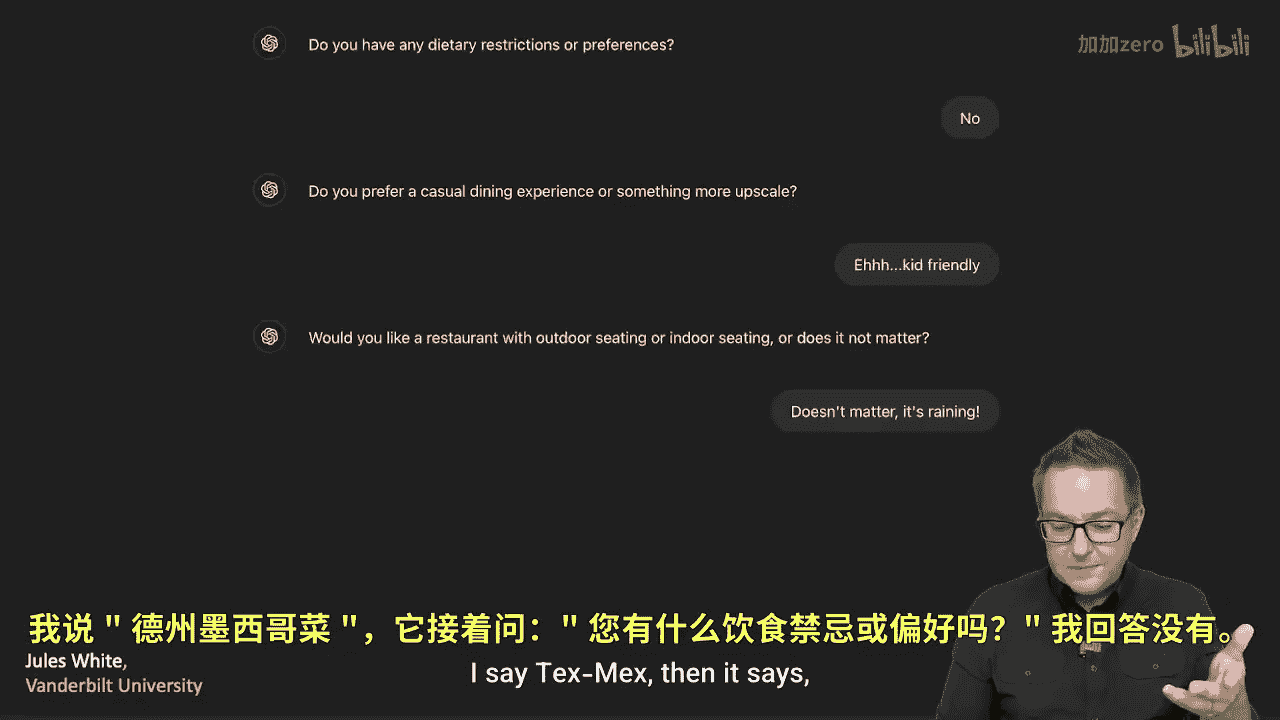 加加zero bilibili
Do you have any dietary restrictions or preferences?
No
Do you prefer a casual dining experience or something more upscale?
Ehhh...kid friendly
Would you like a restaurant with outdoor seating or indoor seating, or does it not matter?
Doesn't matter, it's raining!
我说 " 德州墨西哥菜 "，它接着问：" 您有什么饮食禁忌或偏好吗？" 我回答没有。
Jules White,
Vanderbilt University
I say Tex-Mex, then it says,